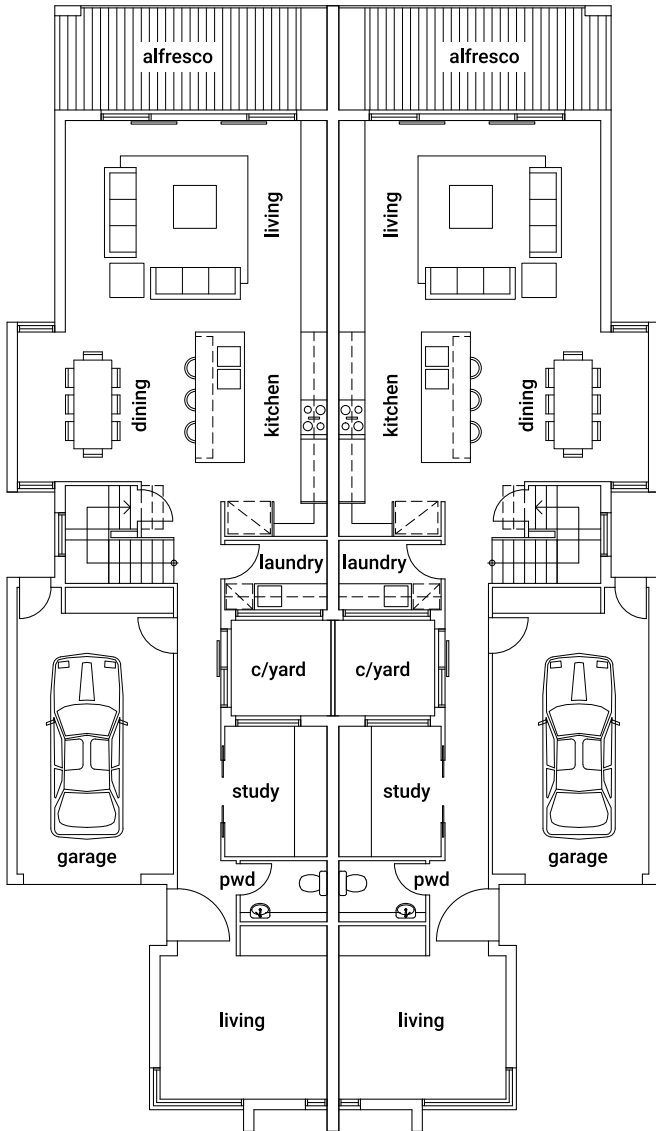 alfresco
alfresco
living
living
dining
kitchen
kitchen
dining
laundry
laundry
c/yard
c/yard
study
study
garage
garage
pwd
pwd
living
living